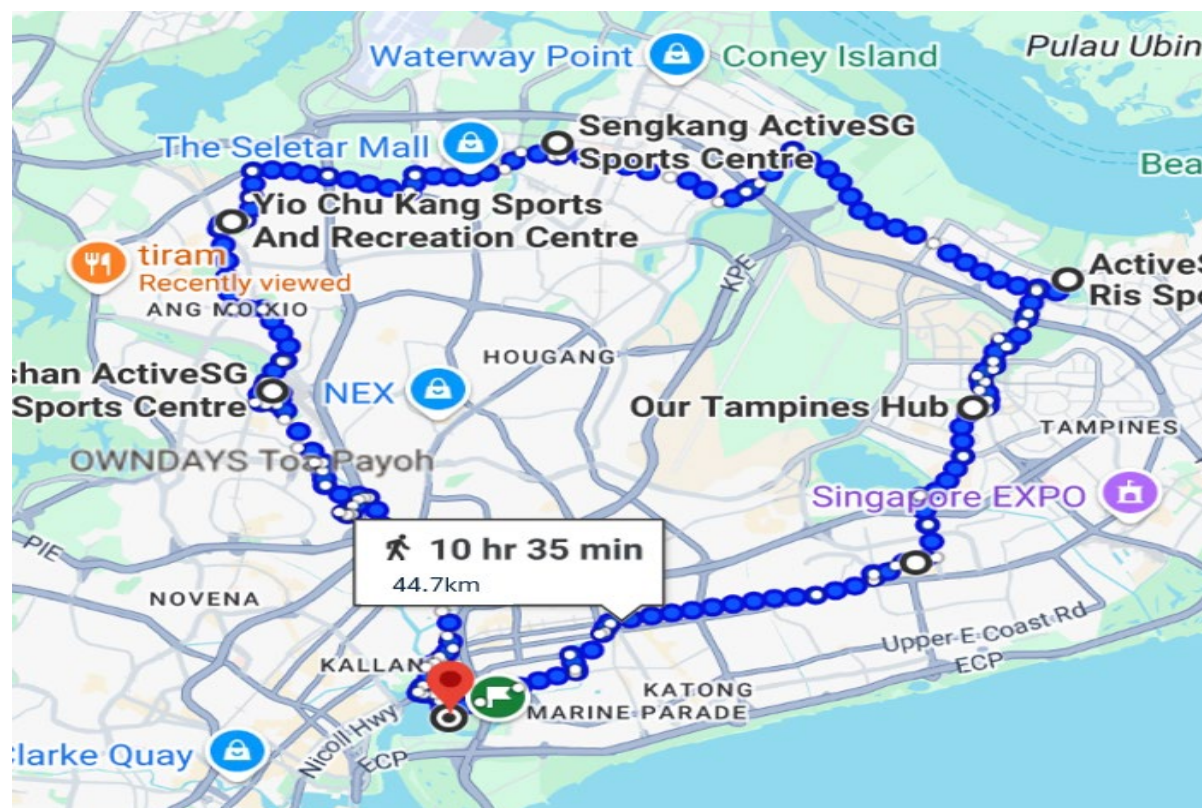 Waterway Point
Coney Island
Pulau Ubin
The Seletar Mall
Sengkang ActiveSG
Sports Centre
Bea
Yio Chu Kang Sports
And Recreation Centre
tiram
Recently viewed
KPE
ActiveS
Ris Spo
ANG MO KIO
HOUGANG
shan ActiveSG
Sports Centre
NEX
Our Tampines Hub
TAMPINES
OWNDAYS Toa Payoh
Singapore EXPO
PIE
10 hr 35 min
44.7km
NOVENA
Upper E Coast Rd
ECP
KALLAN
KATONG
MARINE PARADE
Nicoll Hwy
Clarke Quay
ECP